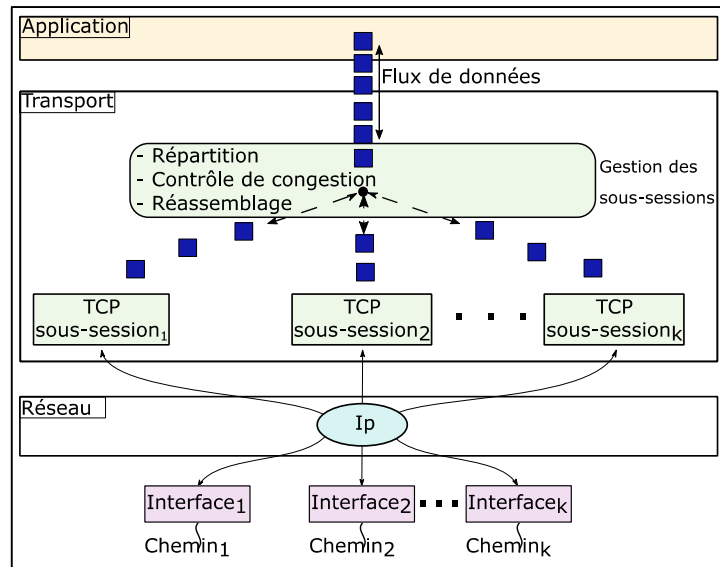 Application
Flux de données
Transport
- Répartition
- Contrôle de congestion
- Réassemblage
Gestion des
sous-sessions
TCP
sous-session₁
TCP
sous-session₂
TCP
sous-sessionₖ
Réseau
Ip
Interface₁
Interface₂
Interfaceₖ
Chemin₁
Chemin₂
Cheminₖ